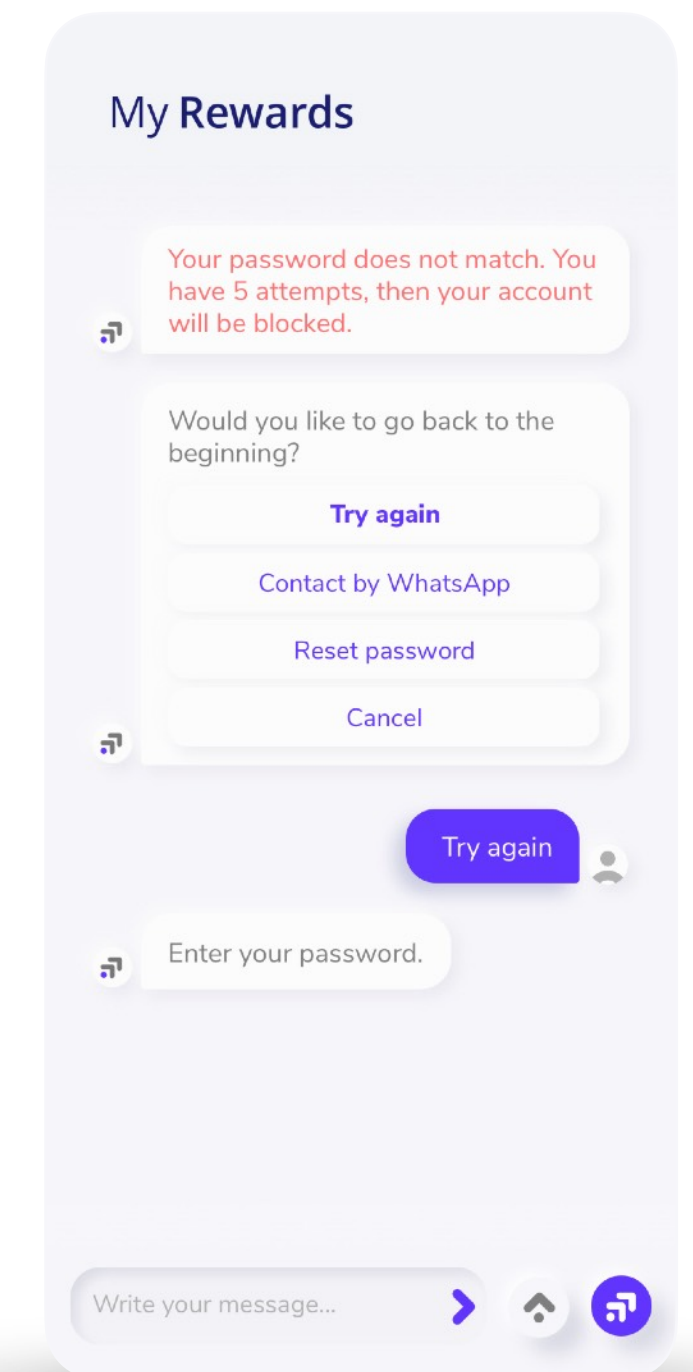 My Rewards
Your password does not match. You
have 5 attempts, then your account
will be blocked.
Would you like to go back to the
beginning?
Try again
Contact by WhatsApp
Reset password
Cancel
Try again
Enter your password.
Write your message...